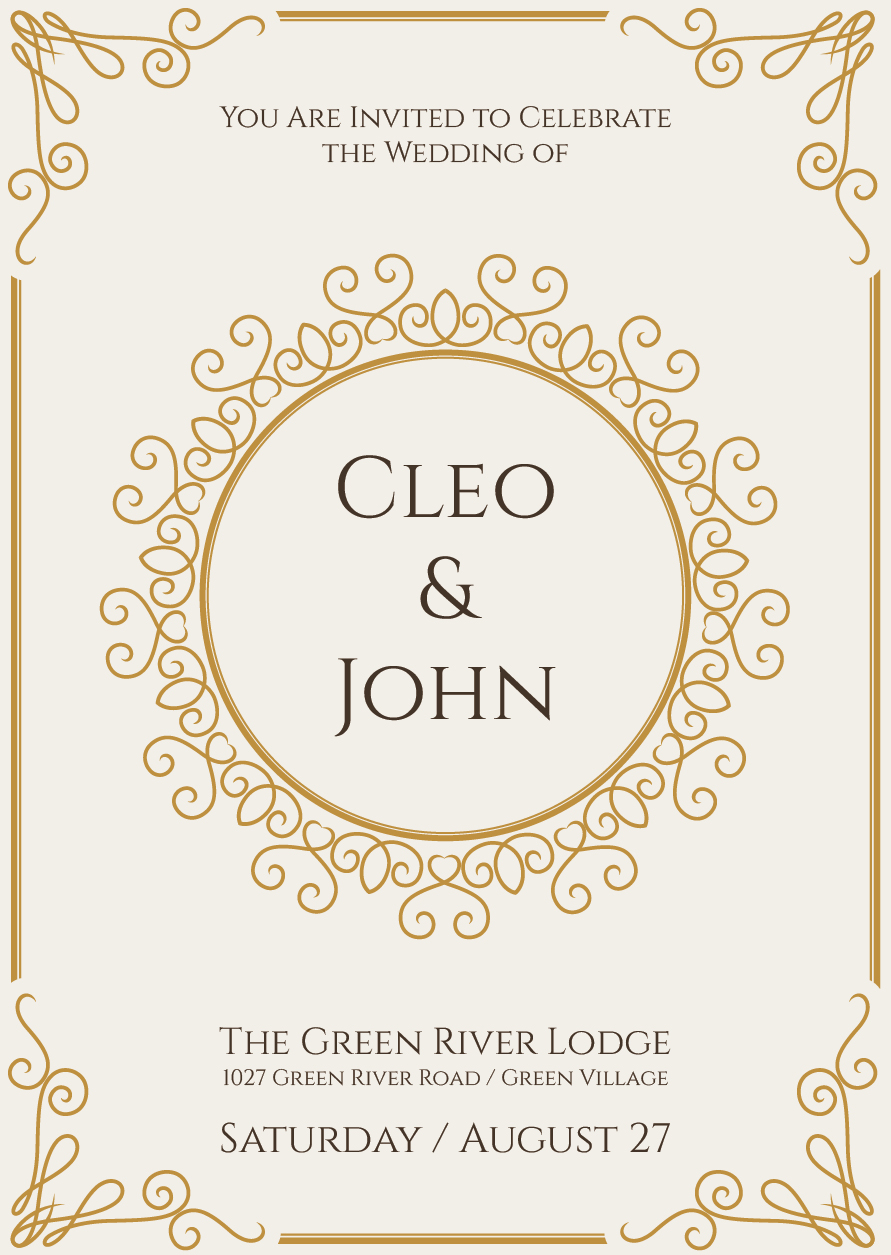 You Are Invited to Celebrate
the Wedding of
Cleo
&
John
The Green River Lodge
1027 Green River Road / Green Village
Saturday / August 27